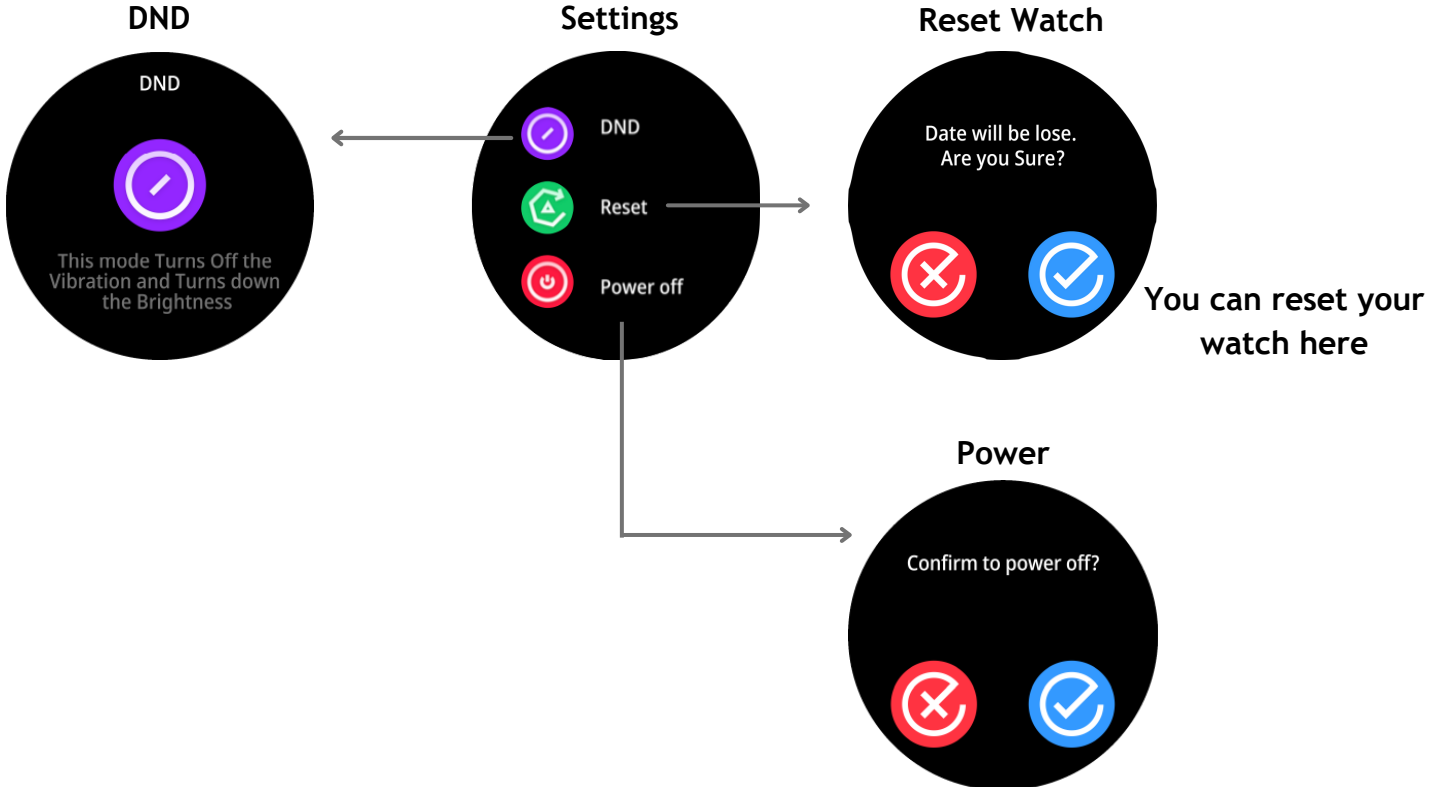 DND
DND
This mode Turns Off the
Vibration and Turns down
the Brightness
Settings
DND
Reset
Power off
Reset Watch
Date will be lose.
Are you Sure?
You can reset your
watch here
Power
Confirm to power off?